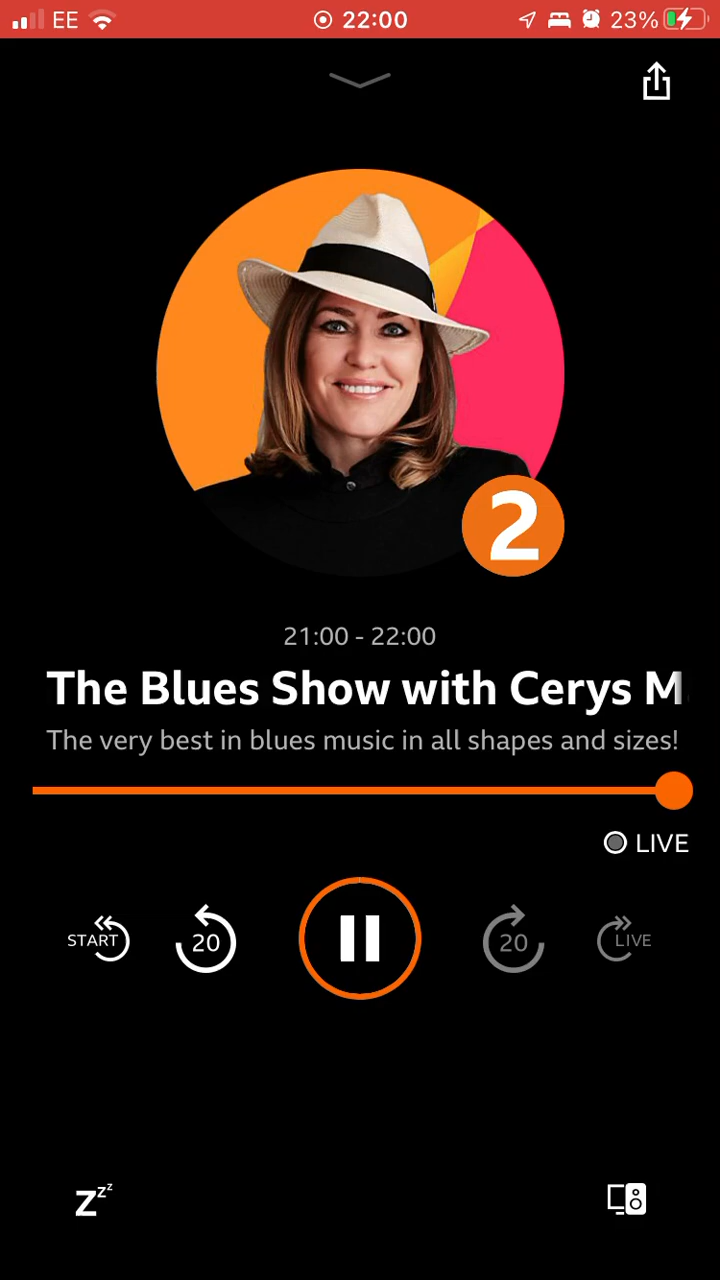 EE 22:00 23%
2
21:00 - 22:00
The Blues Show with Cerys M
The very best in blues music in all shapes and sizes!
LIVE
START 20 20 LIVE
zzz